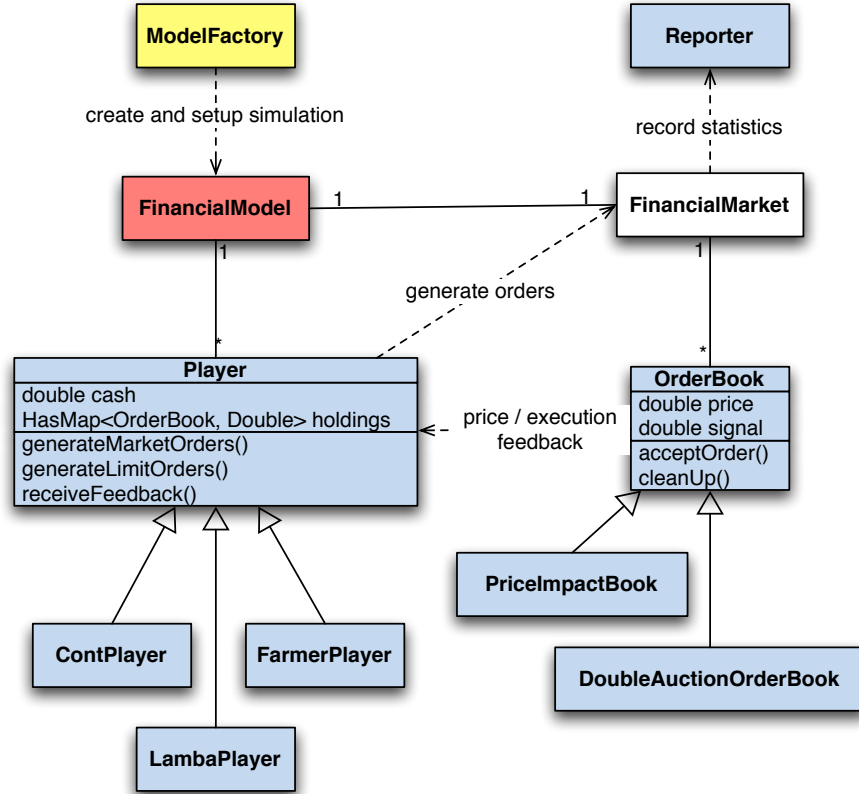 ModelFactory
Reporter
create and setup simulation
record statistics
FinancialModel
1
1
FinancialMarket
1
1
generate orders
*
*
Player
double cash
HasMap<OrderBook, Double> holdings
generateMarketOrders()
generateLimitOrders()
receiveFeedback()
price / execution
feedback
OrderBook
double price
double signal
acceptOrder()
cleanUp()
PriceImpactBook
ContPlayer
FarmerPlayer
DoubleAuctionOrderBook
LambaPlayer